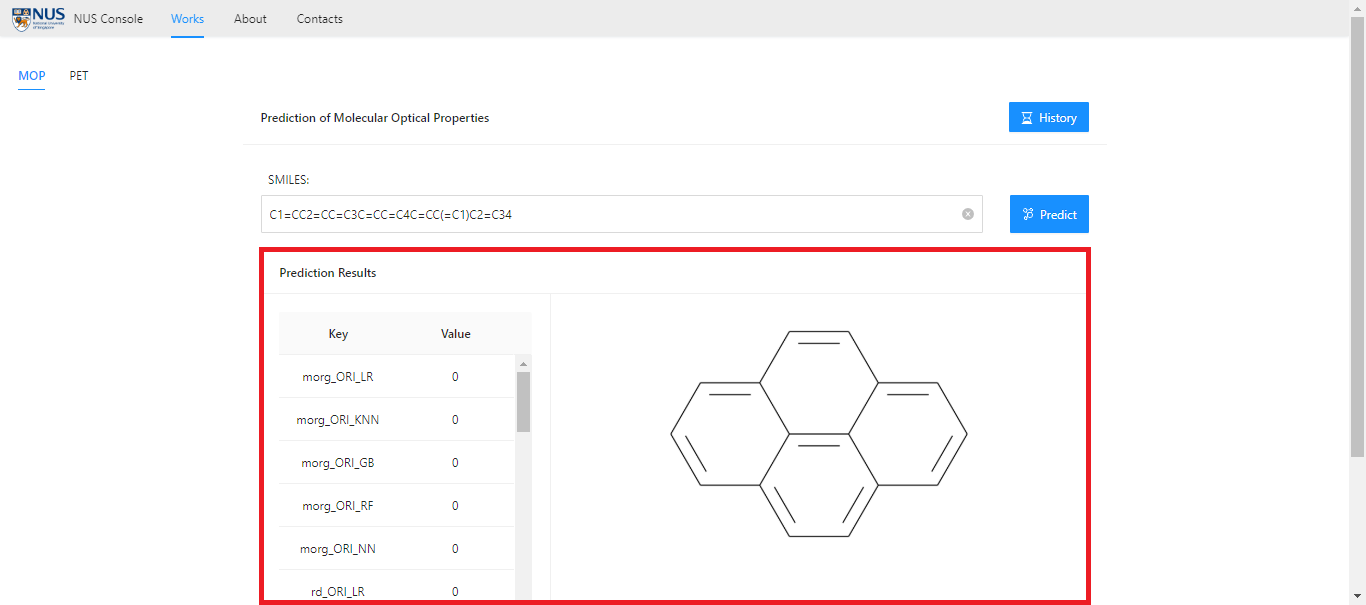 NUS
National University
of Singapore
NUS Console Works About Contacts
MOP PET
Prediction of Molecular Optical Properties History
SMILES:
C1=CC2=CC=C3C=CC=C4C=CC(=C1)C2=C34 Predict
Prediction Results
Key Value
morg_ORI_LR 0
morg_ORI_KNN 0
morg_ORI_GB 0
morg_ORI_RF 0
morg_ORI_NN 0
rd_ORI_LR 0